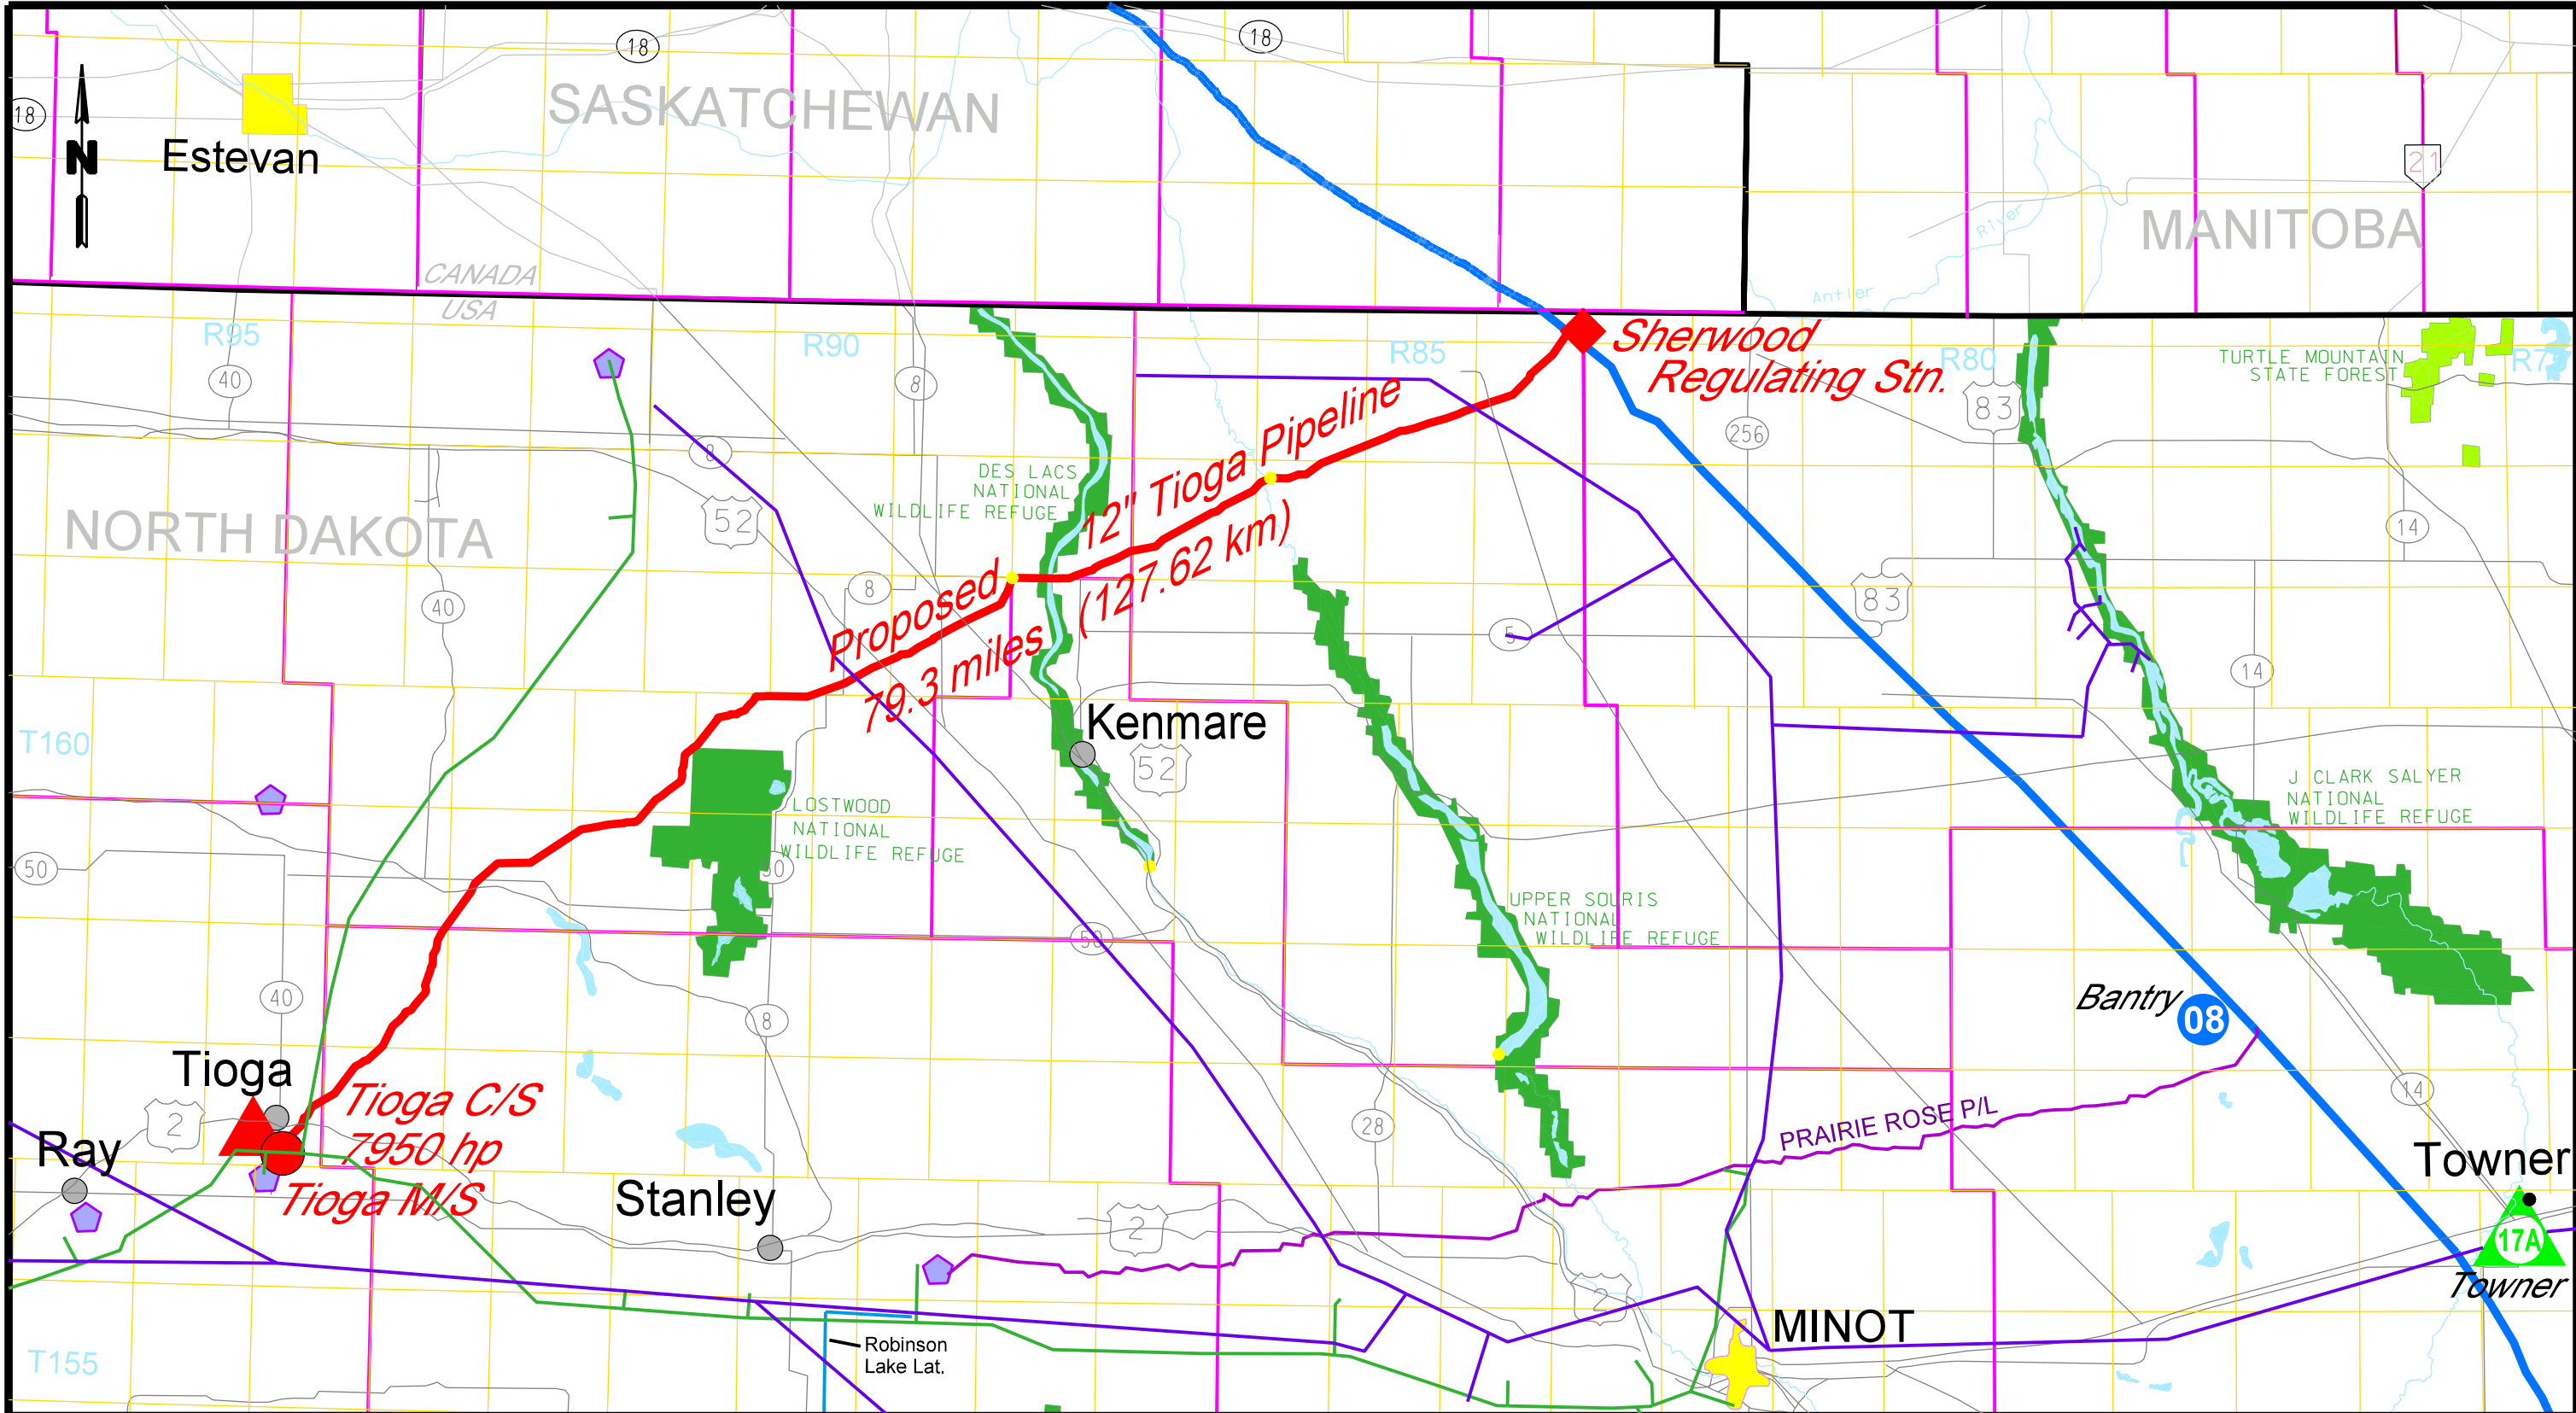 18
18
18
SASKATCHEWAN
N
Estevan
21
MANITOBA
River
Antler
CANADA
USA
R95
R90
R85
Sherwood
Regulating Stn.
R80
TURTLE MOUNTAIN
STATE FOREST
40
8
83
256
8
12" Tioga Pipeline
DES LACS
NATIONAL
WILDLIFE REFUGE
NORTH DAKOTA
52
14
(127.62 km)
Proposed
8
40
83
79.3 miles
5
14
Kenmare
T160
52
LOSTWOOD
NATIONAL
WILDLIFE REFUGE
J CLARK SALYER
NATIONAL
WILDLIFE REFUGE
50
50
UPPER SOURIS
NATIONAL
WILDLIFE REFUGE
50
40
8
Bantry
08
Tioga
Tioga C/S
7950 hp
Tioga M/S
2
Ray
28
14
PRAIRIE ROSE P/L
Towner
Stanley
2
17A
Towner
2
MINOT
Robinson
Lake Lat.
T155